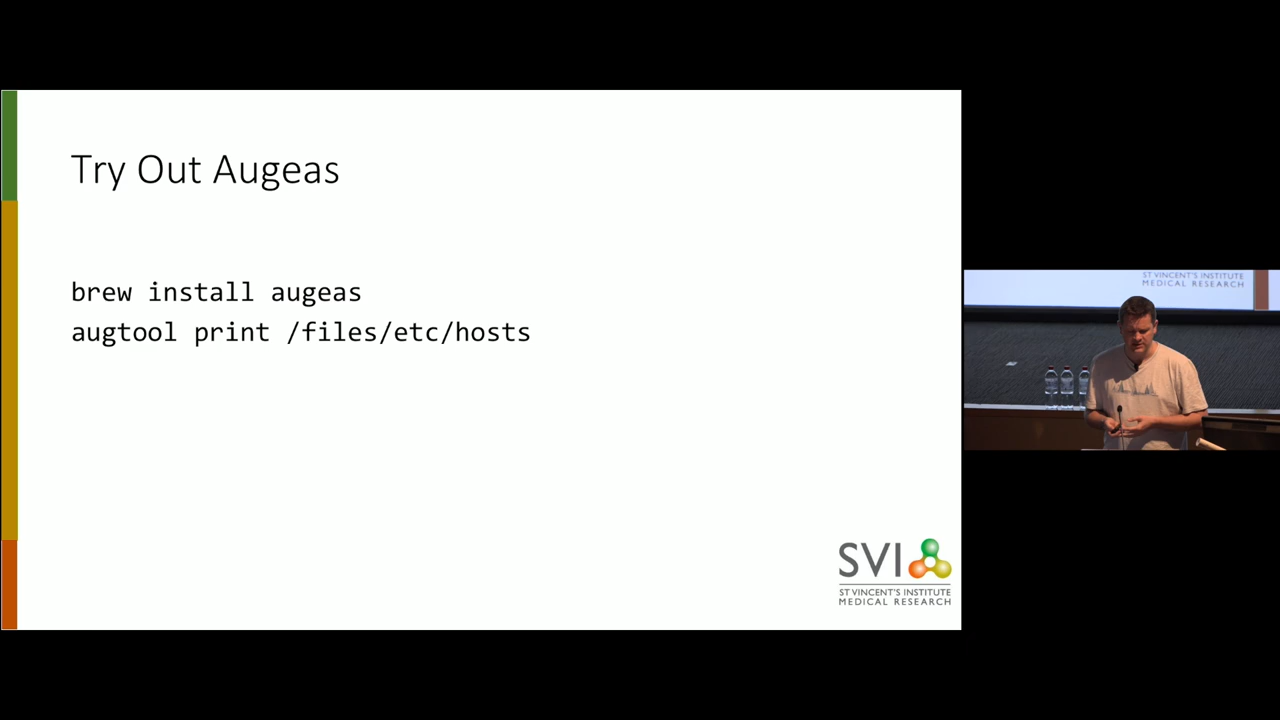 Try Out Augeas
brew install augeas
augtool print /files/etc/hosts
SVI
ST VINCENT'S INSTITUTE
MEDICAL RESEARCH
ST VINCENT'S INSTITUTE
MEDICAL RESEARCH